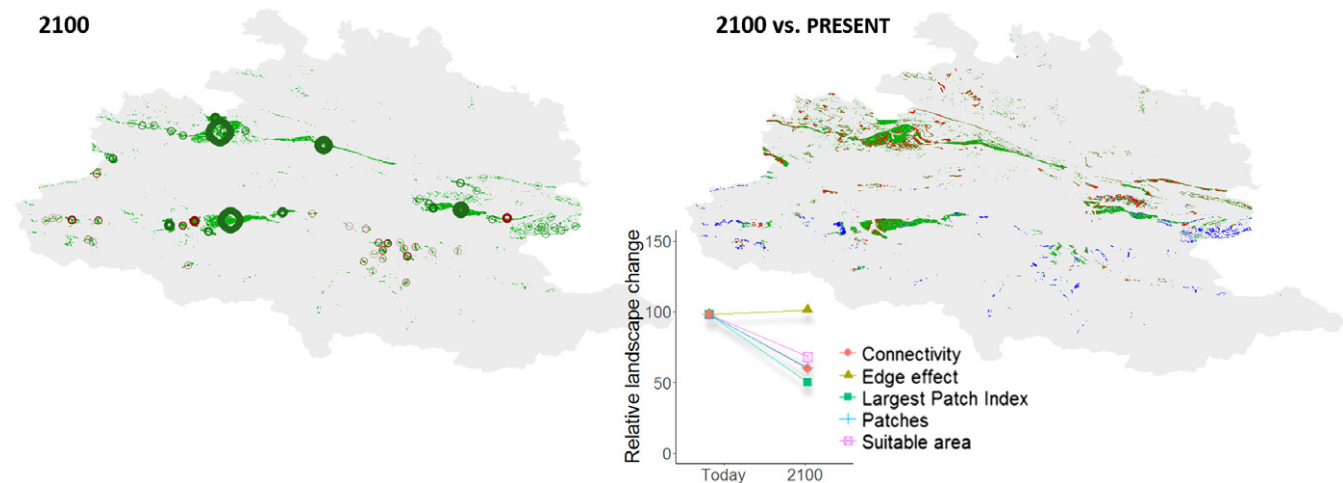 2100
2100 vs. PRESENT
150
100
50
0
Relative landscape change
Today
2100
Connectivity
Edge effect
Largest Patch Index
Patches
Suitable area